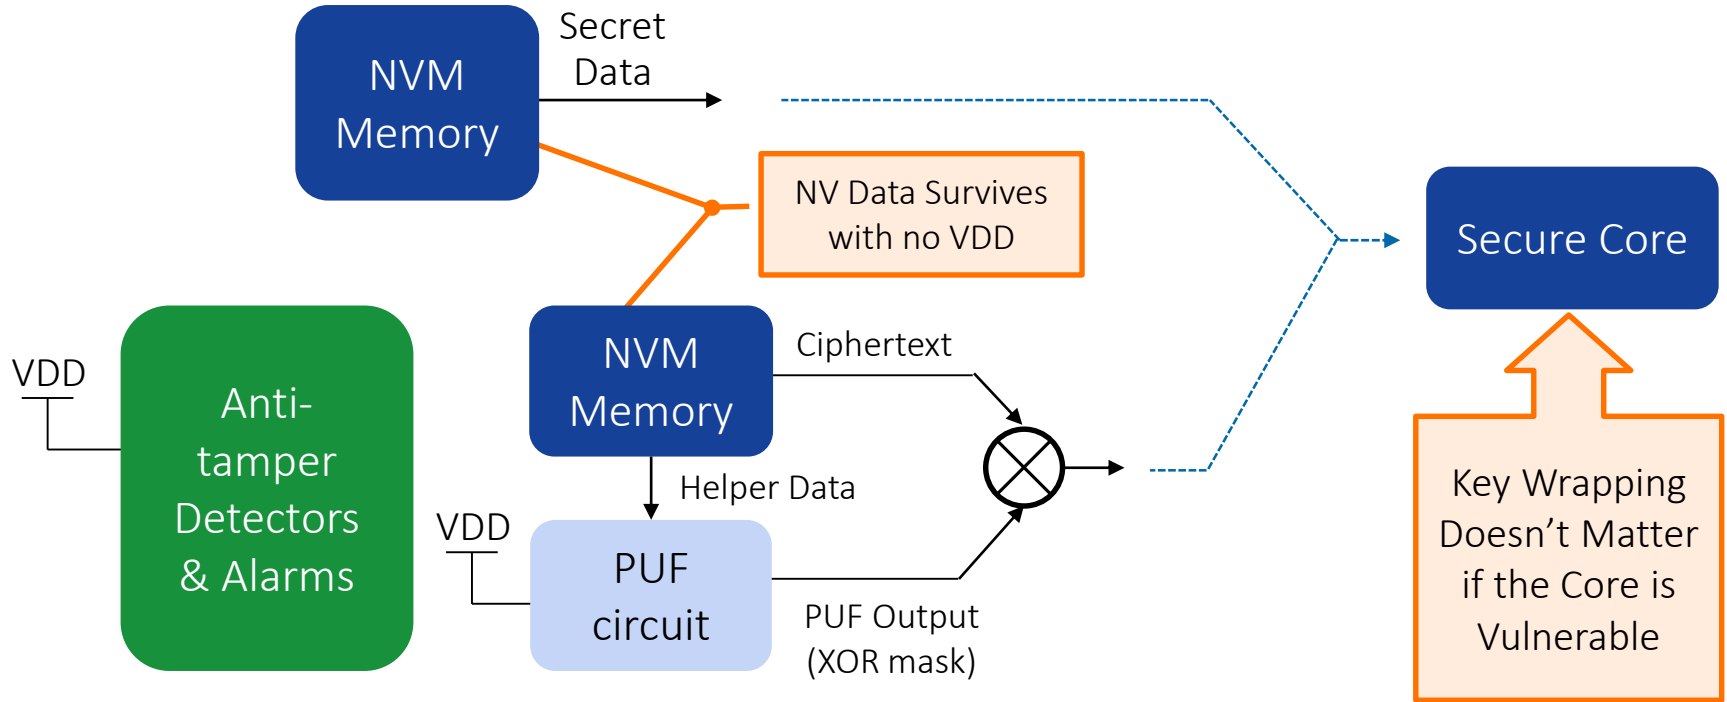 NVM
Memory
Secret
Data
NV Data Survives
with no VDD
Secure Core
VDD
Anti-
tamper
Detectors
& Alarms
NVM
Memory
Ciphertext
Helper Data
VDD
PUF
circuit
PUF Output
(XOR mask)
Key Wrapping
Doesn’t Matter
if the Core is
Vulnerable